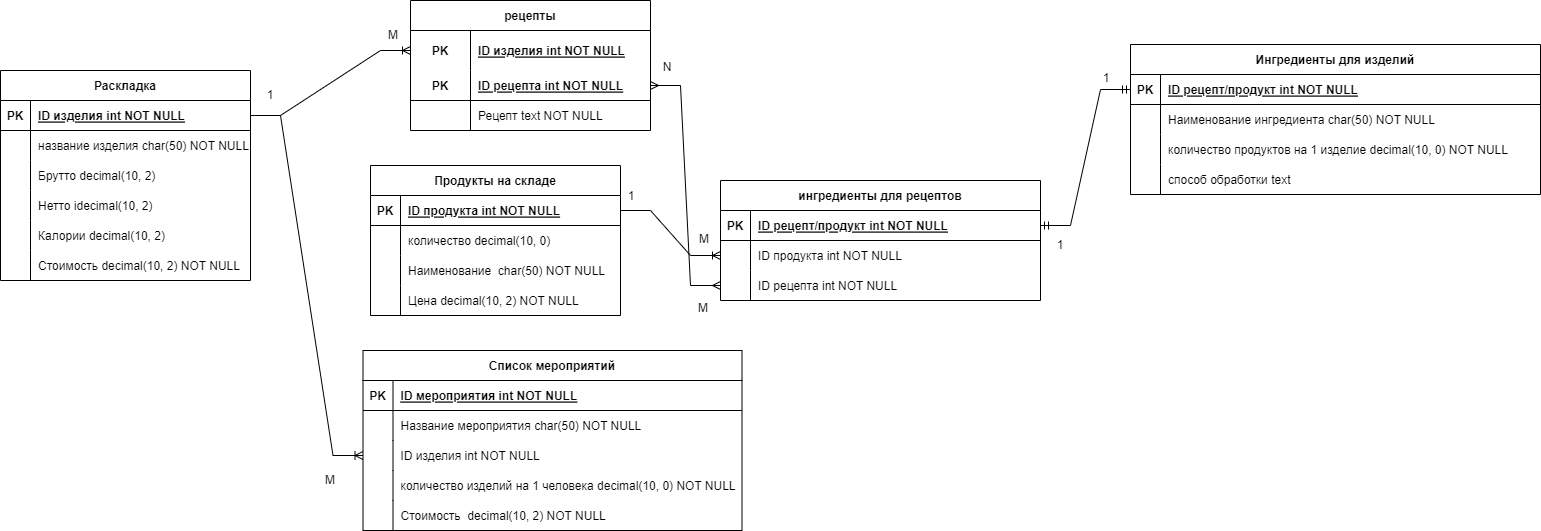 рецепты
PK ID изделия int NOT NULL
PK ID рецепта int NOT NULL
Рецепт text NOT NULL
M
N
1
Раскладка
PK ID изделия int NOT NULL
название изделия char(50) NOT NULL
Брутто decimal(10, 2)
Нетто idecimal(10, 2)
Калории decimal(10, 2)
Стоимость decimal(10, 2) NOT NULL
Продукты на складе
PK ID продукта int NOT NULL
количество decimal(10, 0)
Наименование char(50) NOT NULL
Цена decimal(10, 2) NOT NULL
1
M
M
ингредиенты для рецептов
PK ID рецепт/продукт int NOT NULL
ID продукта int NOT NULL
ID рецепта int NOT NULL
1
1
Ингредиенты для изделий
PK ID рецепт/продукт int NOT NULL
Наименование ингредиента char(50) NOT NULL
количество продуктов на 1 изделие decimal(10, 0) NOT NULL
способ обработки text
Список мероприятий
PK ID мероприятия int NOT NULL
Название мероприятия char(50) NOT NULL
ID изделия int NOT NULL
количество изделий на 1 человека decimal(10, 0) NOT NULL
Стоимость decimal(10, 2) NOT NULL
M